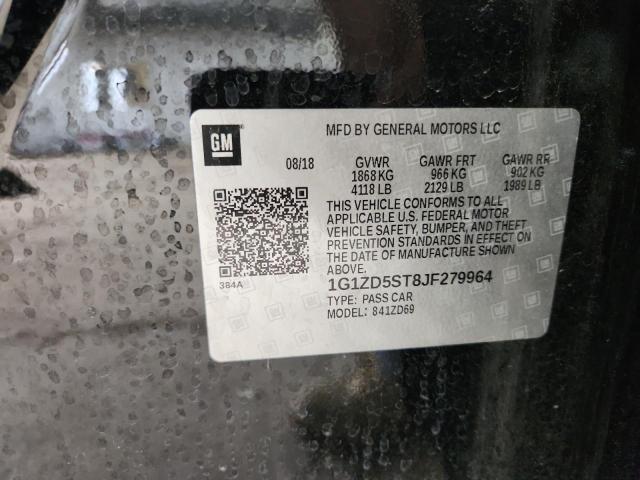 GM
MFD BY GENERAL MOTORS LLC
08/18 GVWR GAWR FRT GAWR RR
1868 KG 966 KG 902 KG
4118 LB 2129 LB 1989 LB
THIS VEHICLE CONFORMS TO ALL
APPLICABLE U.S. FEDERAL MOTOR
VEHICLE SAFETY, BUMPER, AND THEFT
PREVENTION STANDARDS IN EFFECT ON
THE DATE OF MANUFACTURE SHOWN
ABOVE.
384A
1G1ZD5ST8JF279964
TYPE: PASS CAR
MODEL: 841ZD69